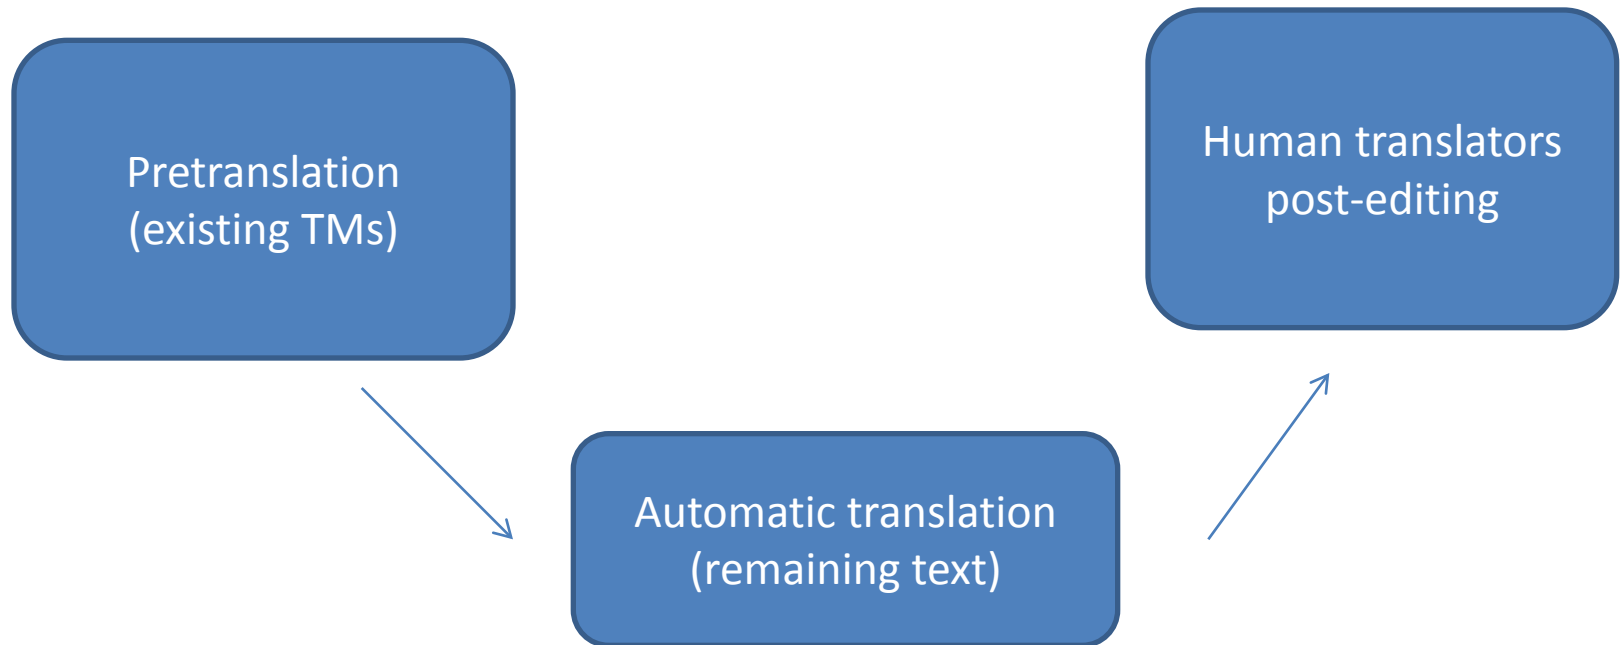 Pretranslation
(existing TMs)
Automatic translation
(remaining text)
Human translators
post-editing